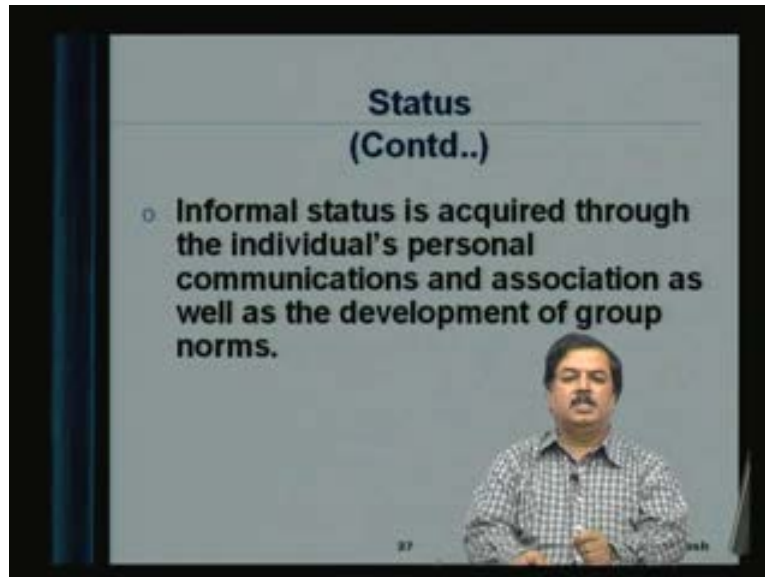 Status
(Contd..)
o Informal status is acquired through
the individual's personal
communications and association as
well as the development of group
norms.
37